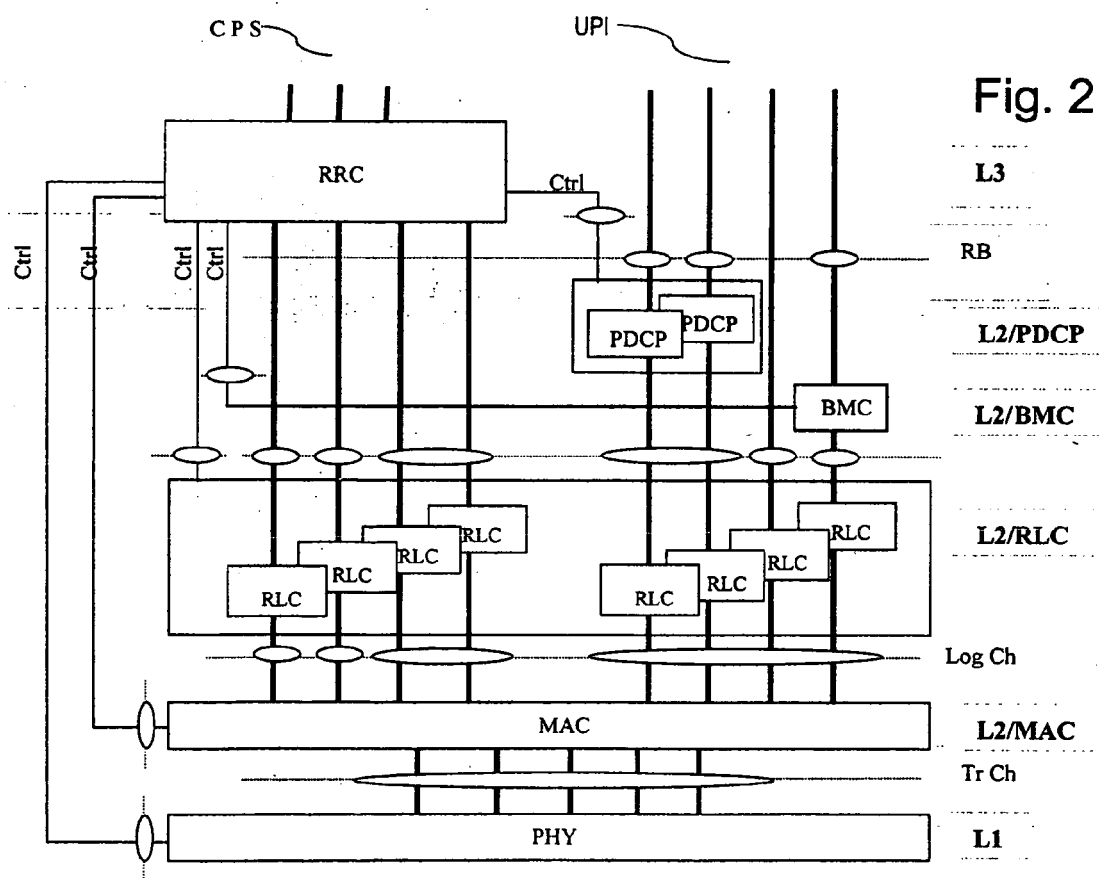 C P S
UPI
Fig. 2
RRC
Ctrl
L3
Ctrl
Ctrl
Ctrl
Ctrl
RB
PDCP
PDCP
L2/PDCP
BMC
L2/BMC
RLC
RLC
RLC
RLC
RLC
RLC
RLC
RLC
L2/RLC
Log Ch
MAC
L2/MAC
Tr Ch
PHY
L1